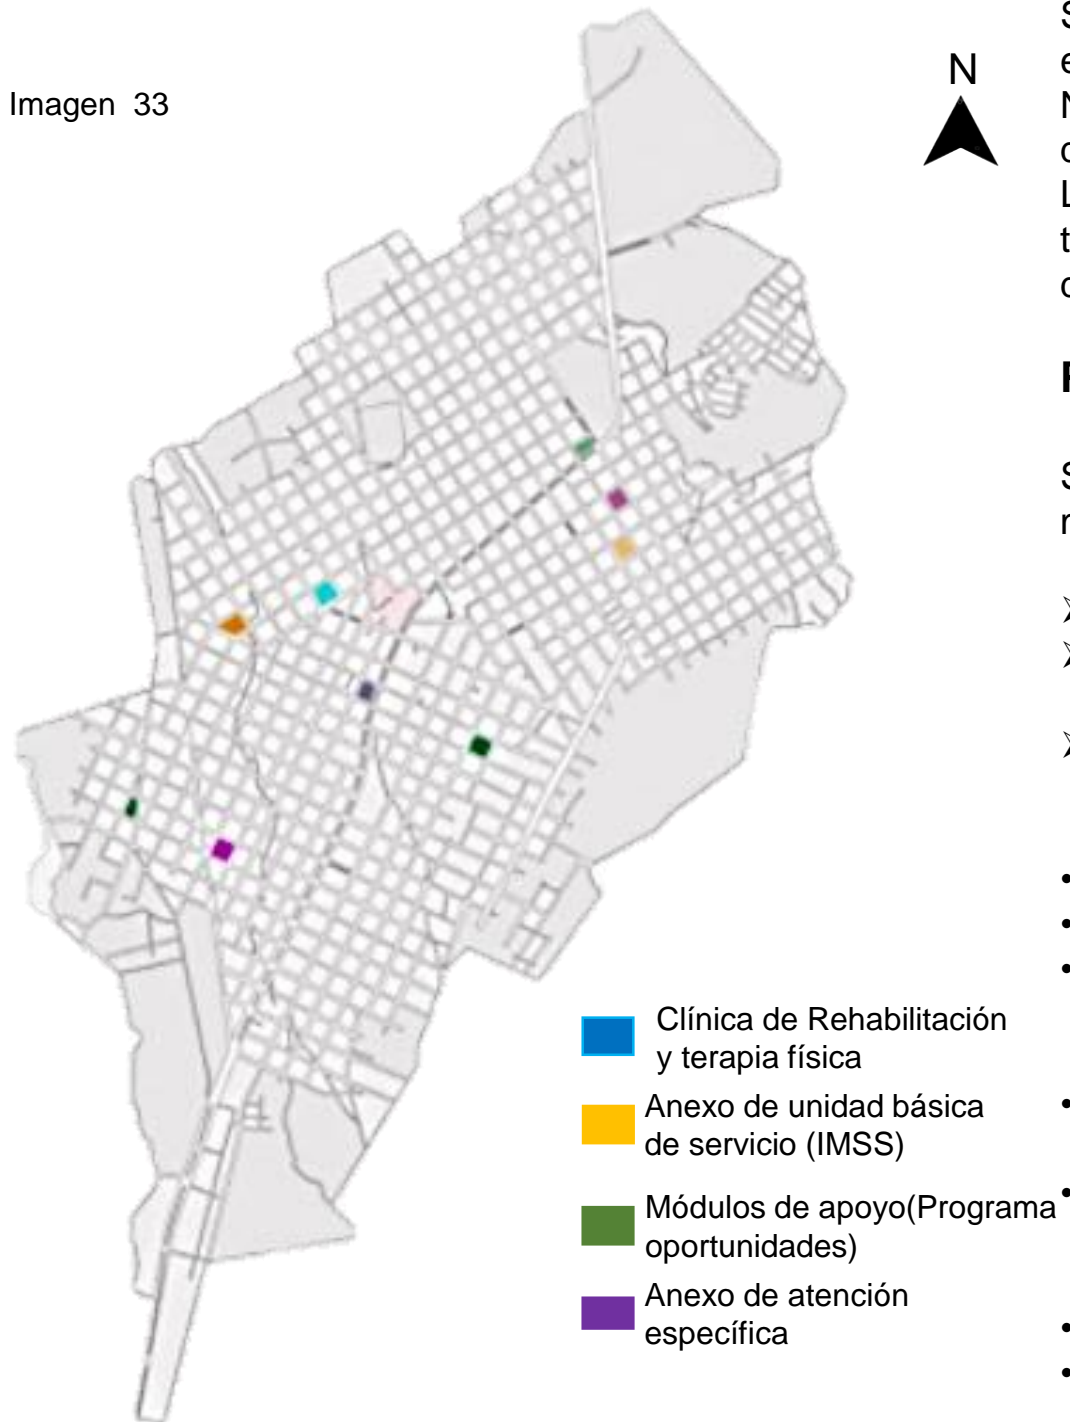 Imagen 33
N
Clínica de Rehabilitación
y terapia física
Anexo de unidad básica
de servicio (IMSS)
Módulos de apoyo(Programa
oportunidades)
Anexo de atención
específica